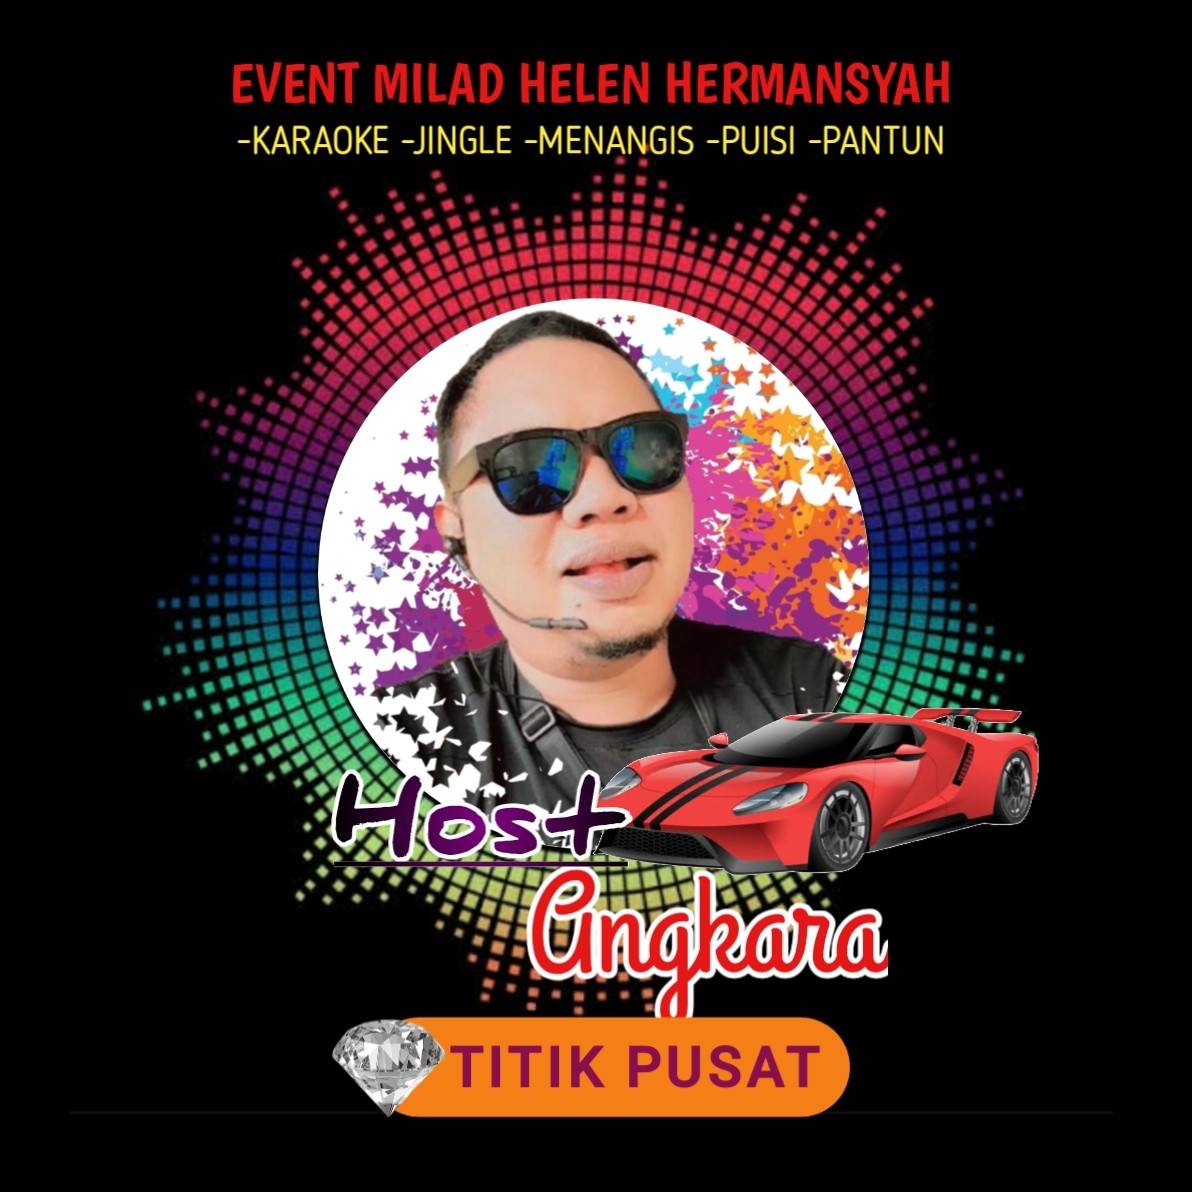 EVENT MILAD HELEN HERMANSYAH
-KARAOKE -JINGLE -MENANGIS -PUISI -PANTUN
Host
Angkara
TITIK PUSAT